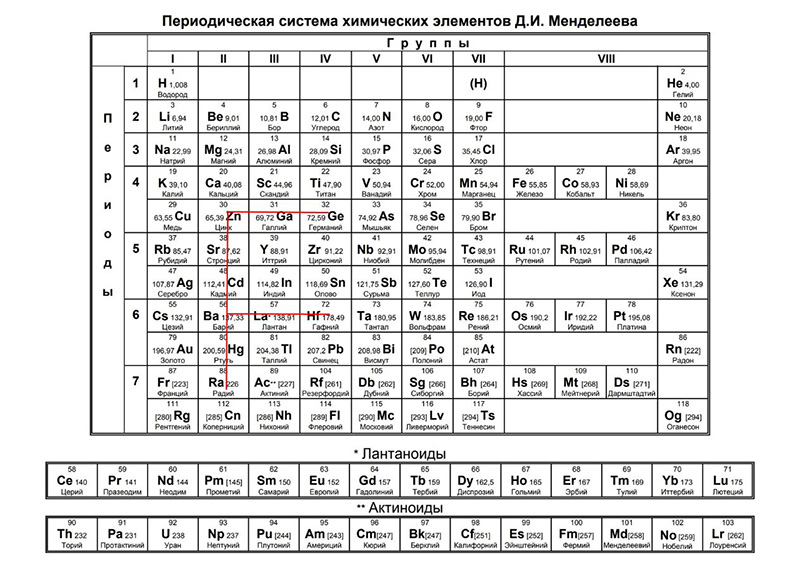 Периодическая система химических элементов Д.И. Менделеева
Г р у п п ы
I II III IV V VI VII VIII
П е р и о д ы
1 2
1 H 1,008 (H) He 4,00
Водород Гелий
3 4 5 6 7 8 9 10
2 Li 6,94 Be 9,01 10,81 B 12,01 C 14,00 N 16,00 O 19,00 F Ne 20,18
Литий Бериллий Бор Углерод Азот Кислород Фтор Неон
11 12 13 14 15 16 17 18
3 Na 22,99 Mg 24,31 26,98 Al 28,09 Si 30,97 P 32,06 S 35,45 Cl Ar 39,95
Натрий Магний Алюминий Кремний Фосфор Сера Хлор Аргон
19 20 21 22 23 24 25 26 27 28
4 K 39,10 Ca 40,08 Sc 44,96 Ti 47,90 V 50,94 Cr 52,00 Mn 54,94 Fe 55,85 Co 58,93 Ni 58,69
Калий Кальций Скандий Титан Ванадий Хром Марганец Железо Кобальт Никель
29 30 31 32 33 34 35 36
63,55 Cu 65,39 Zn 69,72 Ga 72,59 Ge 74,92 As 78,96 Se 79,90 Br Kr 83,80
Медь Цинк Галлий Германий Мышьяк Селен Бром Криптон
37 38 39 40 41 42 43 44 45 46
5 Rb 85,47 Sr 87,62 Y 88,91 Zr 91,22 Nb 92,91 Mo 95,94 Tc 98,91 Ru 101,07 Rh 102,91 Pd 106,42
Рубидий Стронций Иттрий Цирконий Ниобий Молибден Технеций Рутений Родий Палладий
47 48 49 50 51 52 53 54
107,87 Ag 112,41 Cd 114,82 In 118,69 Sn 121,75 Sb 127,60 Te 126,90 I Xe 131,29
Серебро Кадмий Индий Олово Сурьма Теллур Иод Ксенон
55 56 57 72 73 74 75 76 77 78
6 Cs 132,91 Ba 137,33 La* 138,91 Hf 178,49 Ta 180,95 W 183,85 Re 186,21 Os 190,2 Ir 192,22 Pt 195,08
Цезий Барий Лантан Гафний Тантал Вольфрам Рений Осмий Иридий Платина
79 80 81 82 83 84 85 86
196,97 Au 200,59 Hg 204,38 Tl 207,2 Pb 208,98 Bi [209] Po [210] At Rn [222]
Золото Ртуть Таллий Свинец Висмут Полоний Астат Радон
87 88 89 104 105 106 107 108 109 110
7 Fr [223] Ra 226 Ac** [227] Rf [261] Db [262] Sg [266] Bh [264] Hs [269] Mt [268] Ds [271]
Франций Радий Актиний Резерфордий Дубний Сиборгий Борий Хассий Мейтнерий Дармштадтий
111 112 113 114 115 116 117 118
[280] Rg [285] Cn [286] Nh [289] Fl [290] Mc [293] Lv [294] Ts Og [294]
Рентгений Коперниций Нихоний Флеровий Московий Ливерморий Теннесин Оганесон
* Лантаноиды
58 59 60 61 62 63 64 65 66 67 68 69 70 71
Ce 140 Pr 141 Nd 144 Pm [145] Sm 150 Eu 152 Gd 157 Tb 159 Dy 162,5 Ho 165 Er 167 Tm 169 Yb 173 Lu 175
Церий Празеодим Неодим Прометий Самарий Европий Гадолиний Тербий Диспрозий Гольмий Эрбий Тулий Иттербий Лютеций
** Актиноиды
90 91 92 93 94 95 96 97 98 99 100 101 102 103
Th 232 Pa 231 U 238 Np 237 Pu [244] Am [243] Cm[247] Bk[247] Cf[251] Es [252] Fm[257] Md[258] No [259] Lr [262]
Торий Протактиний Уран Нептуний Плутоний Америций Кюрий Берклий Калифорний Эйнштейний Фермий Менделевий Нобелий Лоуренсий